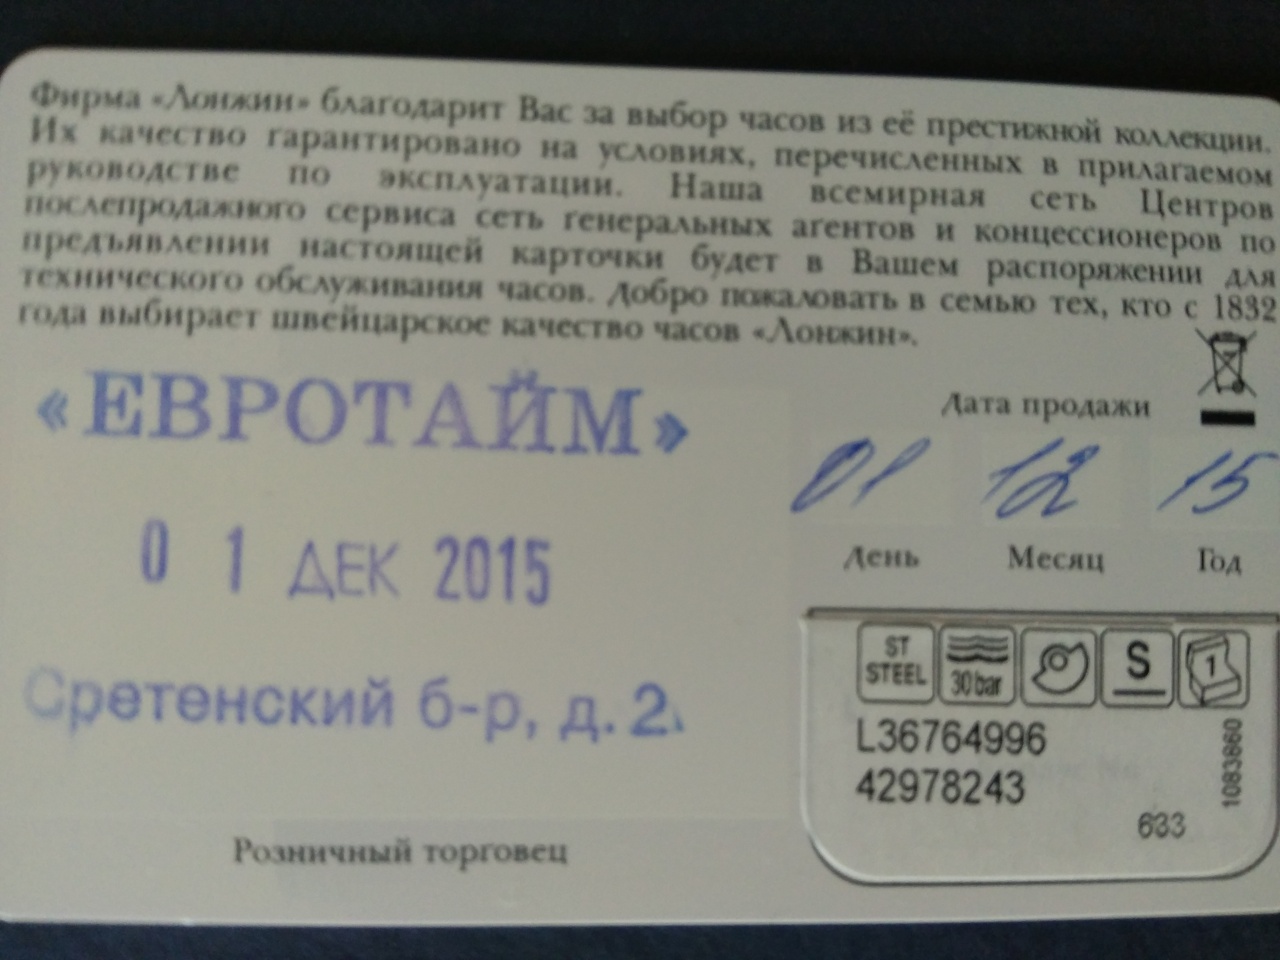 Фирма «Лонжин» благодарит Вас за выбор часов из её престижной коллекции.
Их качество гарантировано на условиях, перечисленных в прилагаемом
руководстве по эксплуатации. Наша всемирная сеть Центров
послепродажного сервиса сеть генеральных агентов и концессионеров по
предъявлении настоящей карточки будет в Вашем распоряжении для
технического обслуживания часов. Добро пожаловать в семью тех, кто с 1832
года выбирает швейцарское качество часов «Лонжин».
«ЕВРОТАЙМ»
Дата продажи
01 12 15
0 1 ДЕК 2015
День Месяц Год
ST STEEL
30 bar
S
1
Сретенский б-р, д. 2
L36764996
42978243
1083860
633
Розничный торговец